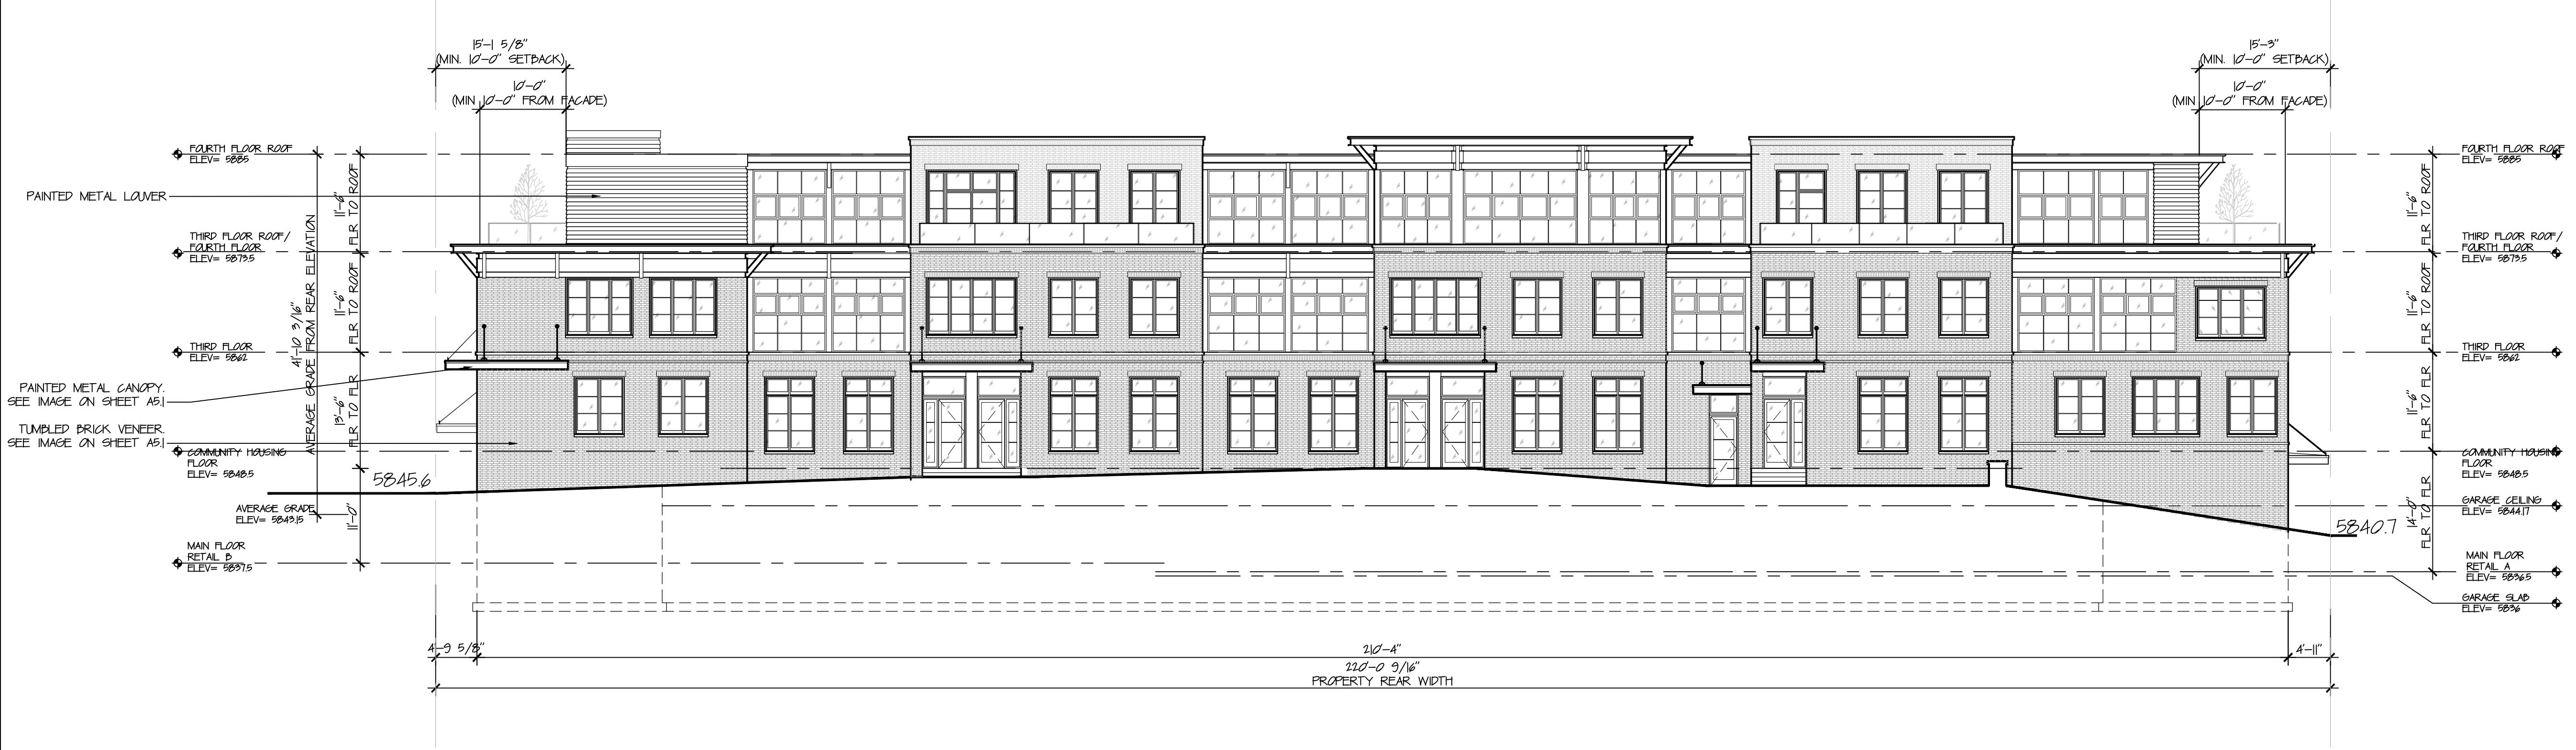 15'-1 5/8"
(MIN. 10'-0" SETBACK)
10'-0"
(MIN 10'-0" FROM FACADE)
15'-3"
(MIN. 10'-0" SETBACK)
10'-0"
(MIN 10'-0" FROM FACADE)
FOURTH FLOOR ROOF
ELEV= 5885
PAINTED METAL LOUVER
THIRD FLOOR ROOF/
FOURTH FLOOR
ELEV= 5873.5
THIRD FLOOR
ELEV= 5862
PAINTED METAL CANOPY.
SEE IMAGE ON SHEET A5.1
TUMBLED BRICK VENEER.
SEE IMAGE ON SHEET A5.1
COMMUNITY HOUSING
FLOOR
ELEV= 5848.5
AVERAGE GRADE
ELEV= 5843.15
MAIN FLOOR
RETAIL B
ELEV= 5837.5
41'-10 3/16"
AVERAGE GRADE FROM REAR ELEVATION
11'-6"
FLR TO ROOF
11'-6"
FLR TO ROOF
13'-6"
FLR TO FLR
11'-0"
5845.6
5840.7
11'-6"
FLR TO ROOF
11'-6"
FLR TO ROOF
11'-6"
FLR TO FLR
14'-0"
FLR TO FLR
FOURTH FLOOR ROOF
ELEV= 5885
THIRD FLOOR ROOF/
FOURTH FLOOR
ELEV= 5873.5
THIRD FLOOR
ELEV= 5862
COMMUNITY HOUSING
FLOOR
ELEV= 5848.5
GARAGE CEILING
ELEV= 5844.17
MAIN FLOOR
RETAIL A
ELEV= 5836.5
GARAGE SLAB
ELEV= 5836
4'-9 5/8"
210'-4"
4'-11"
220'-0 9/16"
PROPERTY REAR WIDTH